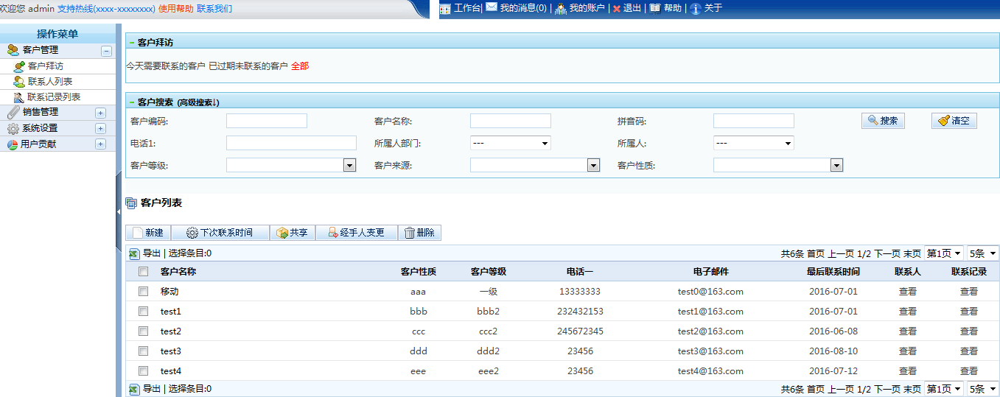 欢迎您 admin 支持热线(xxxx-xxxxxxxx) 使用帮助 联系我们
工作台| 我的消息(0) | 我的账户 | 退出 | 帮助 | 关于
操作菜单
客户管理
客户拜访
联系人列表
联系记录列表
销售管理
系统设置
用户贡献
客户拜访
今天需要联系的客户 已过期未联系的客户 全部
客户搜索 (高级搜索↓)
客户编码: 客户名称: 拼音码: 搜索 清空
电话1: 所属人部门: --- 所属人: ---
客户等级: 客户来源: 客户性质:
客户列表
新建 下次联系时间 共享 经手人变更 删除
导出 | 选择条目:0 共6条 首页 上一页 1/2 下一页 末页 第1页 5条
客户名称 客户性质 客户等级 电话一 电子邮件 最后联系时间 联系人 联系记录
移动 aaa 一级 13333333 test0@163.com 2016-07-01 查看 查看
test1 bbb bbb2 232432153 test1@163.com 2016-07-01 查看 查看
test2 ccc ccc2 245672345 test2@163.com 2016-06-08 查看 查看
test3 ddd ddd2 23456 test3@163.com 2016-08-10 查看 查看
test4 eee eee2 23456 test4@163.com 2016-07-12 查看 查看
导出 | 选择条目:0 共6条 首页 上一页 1/2 下一页 末页 第1页 5条